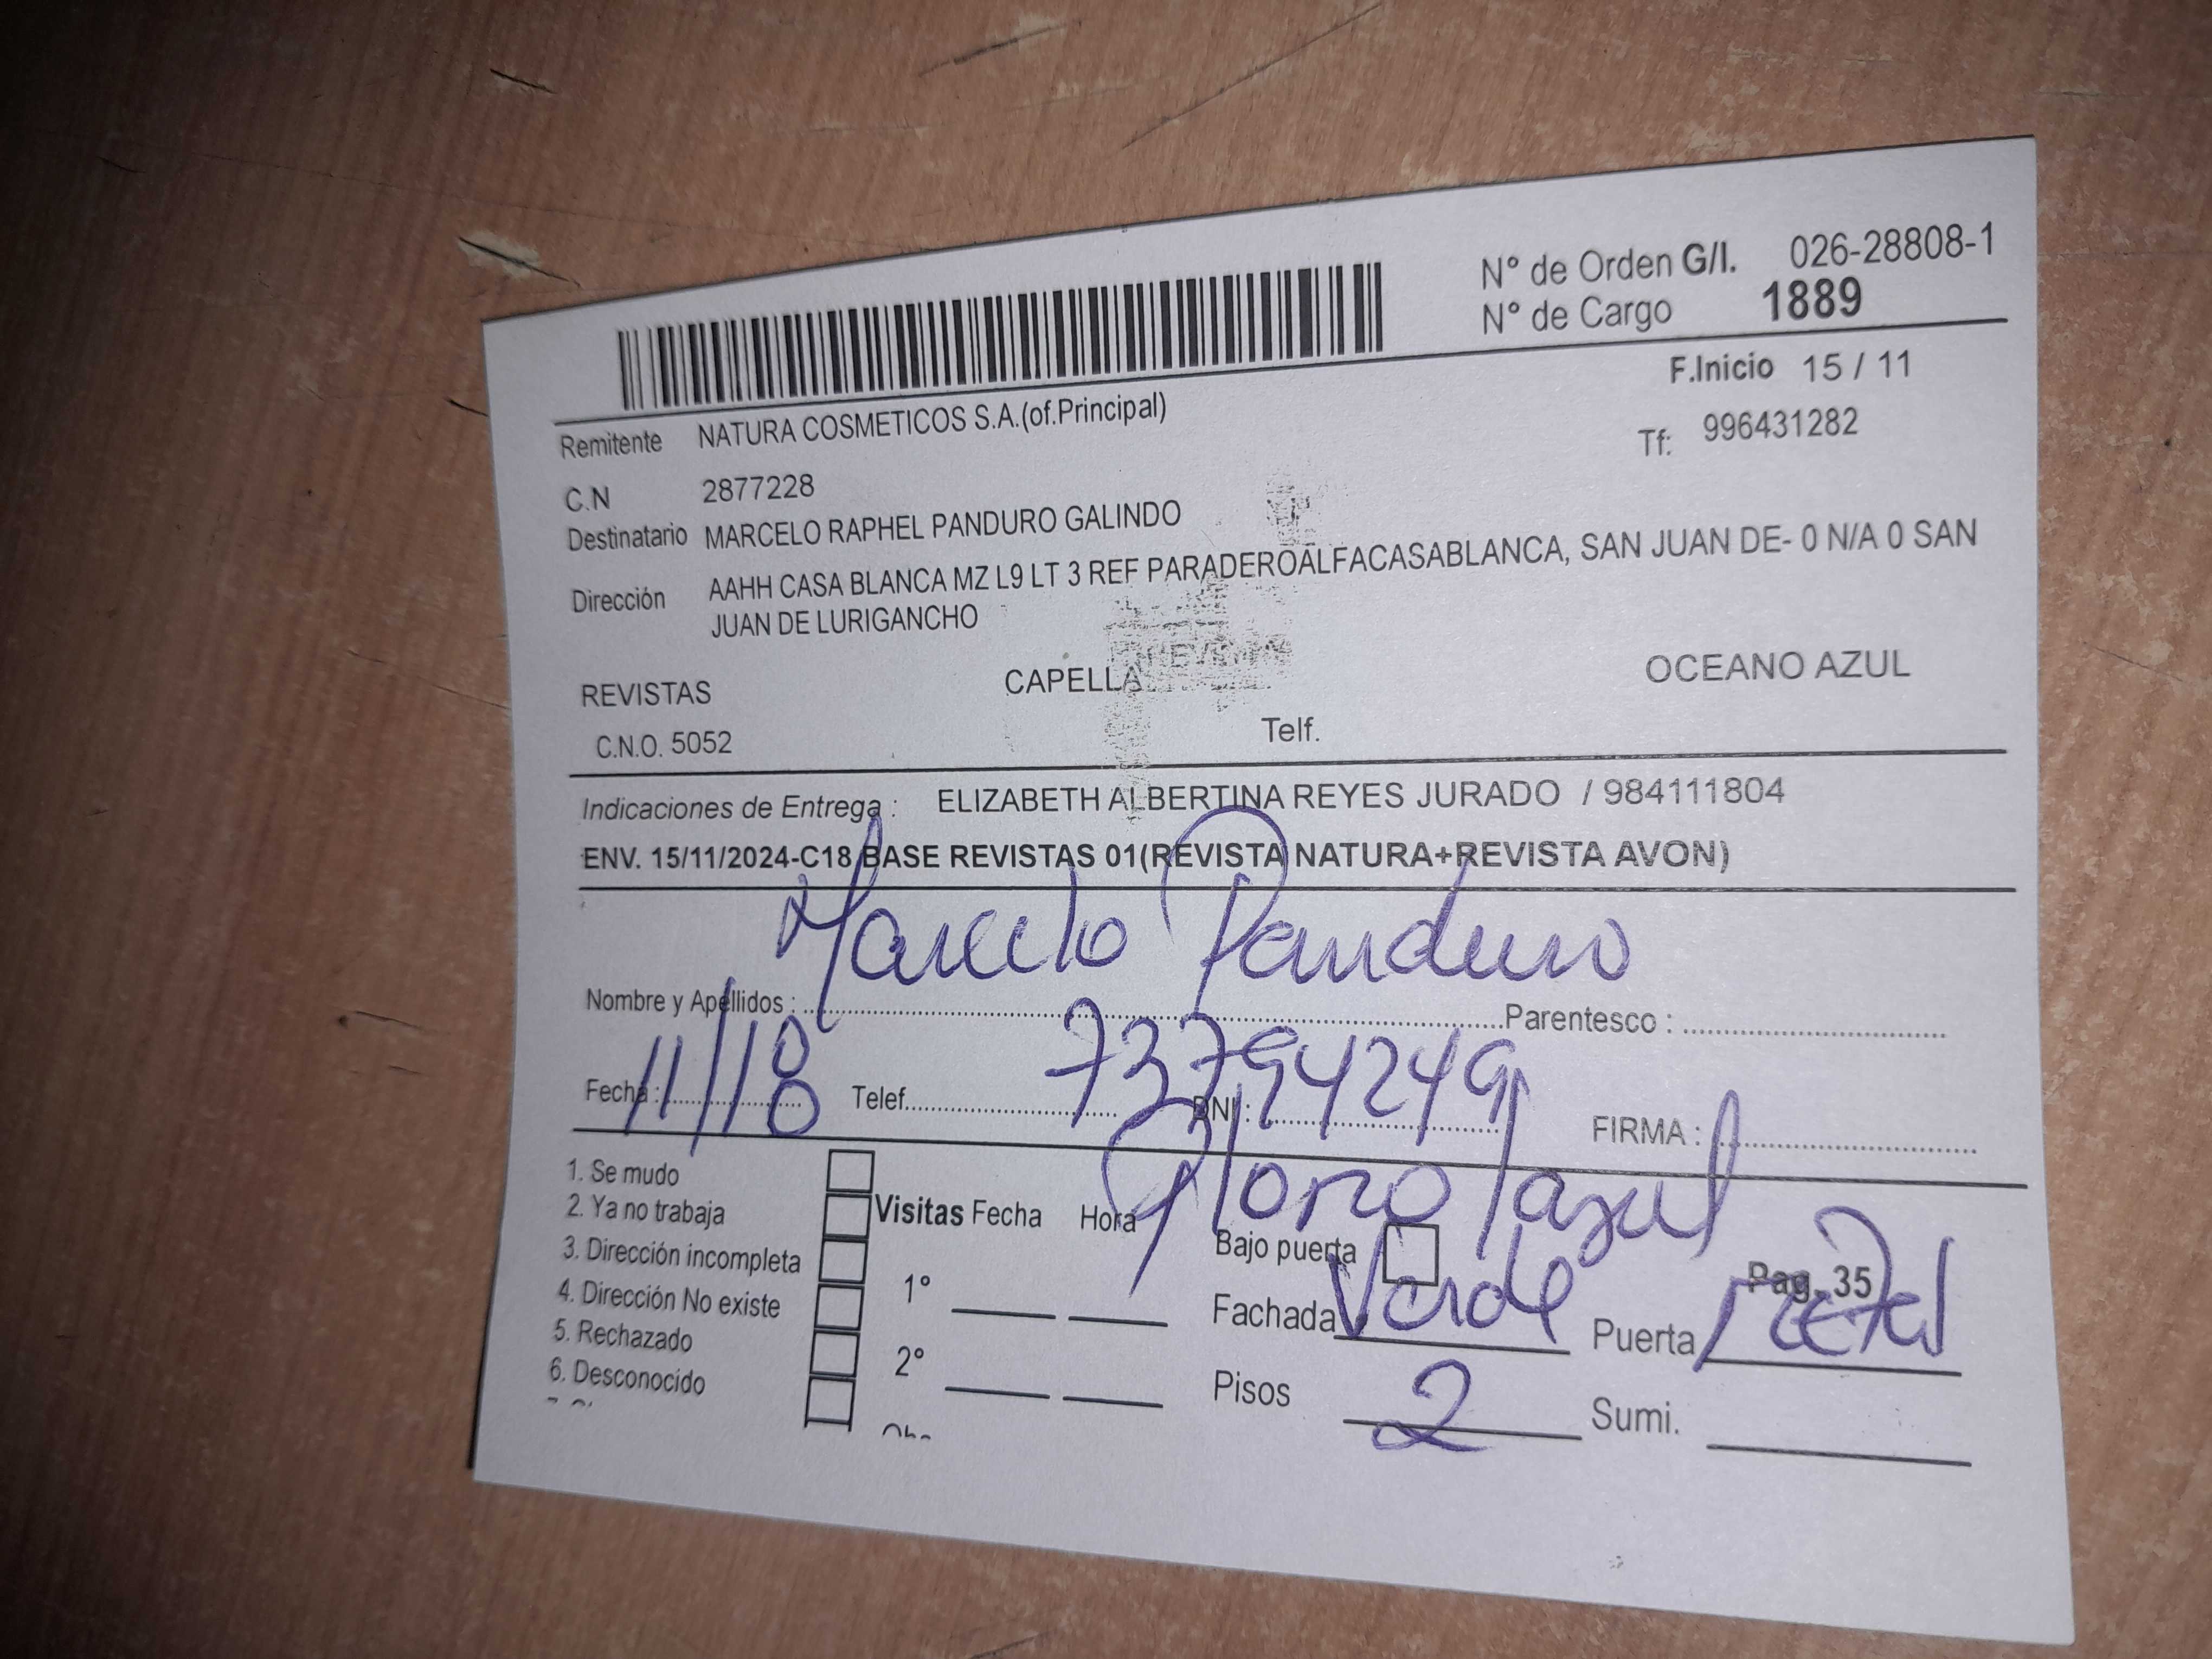 N° de Orden G/I. 026-28808-1
N° de Cargo 1889
F.Inicio 15 / 11
Remitente NATURA COSMETICOS S.A.(of.Principal)
Tf: 996431282
C.N 2877228
Destinatario MARCELO RAPHEL PANDURO GALINDO
Dirección AAHH CASA BLANCA MZ L9 LT 3 REF PARADEROALFACASABLANCA, SAN JUAN DE- 0 N/A 0 SAN
JUAN DE LURIGANCHO
REVISTAS CAPELLA OCEANO AZUL
C.N.O. 5052 Telf.
Indicaciones de Entrega : ELIZABETH ALBERTINA REYES JURADO / 984111804
ENV. 15/11/2024-C18 BASE REVISTAS 01(REVISTA NATURA+REVISTA AVON)
Marcelo Panduro
Nombre y Apellidos : Parentesco :
Fecha : 11/18 Telef. DNI : 73794249 FIRMA :
1. Se mudo
2. Ya no trabaja Visitas Fecha Hora
azul
3. Dirección incompleta Bajo puerta
Pag. 35
4. Dirección No existe 1° Fachada Verde Puerta
5. Rechazado
6. Desconocido 2° Pisos 2 Sumi.